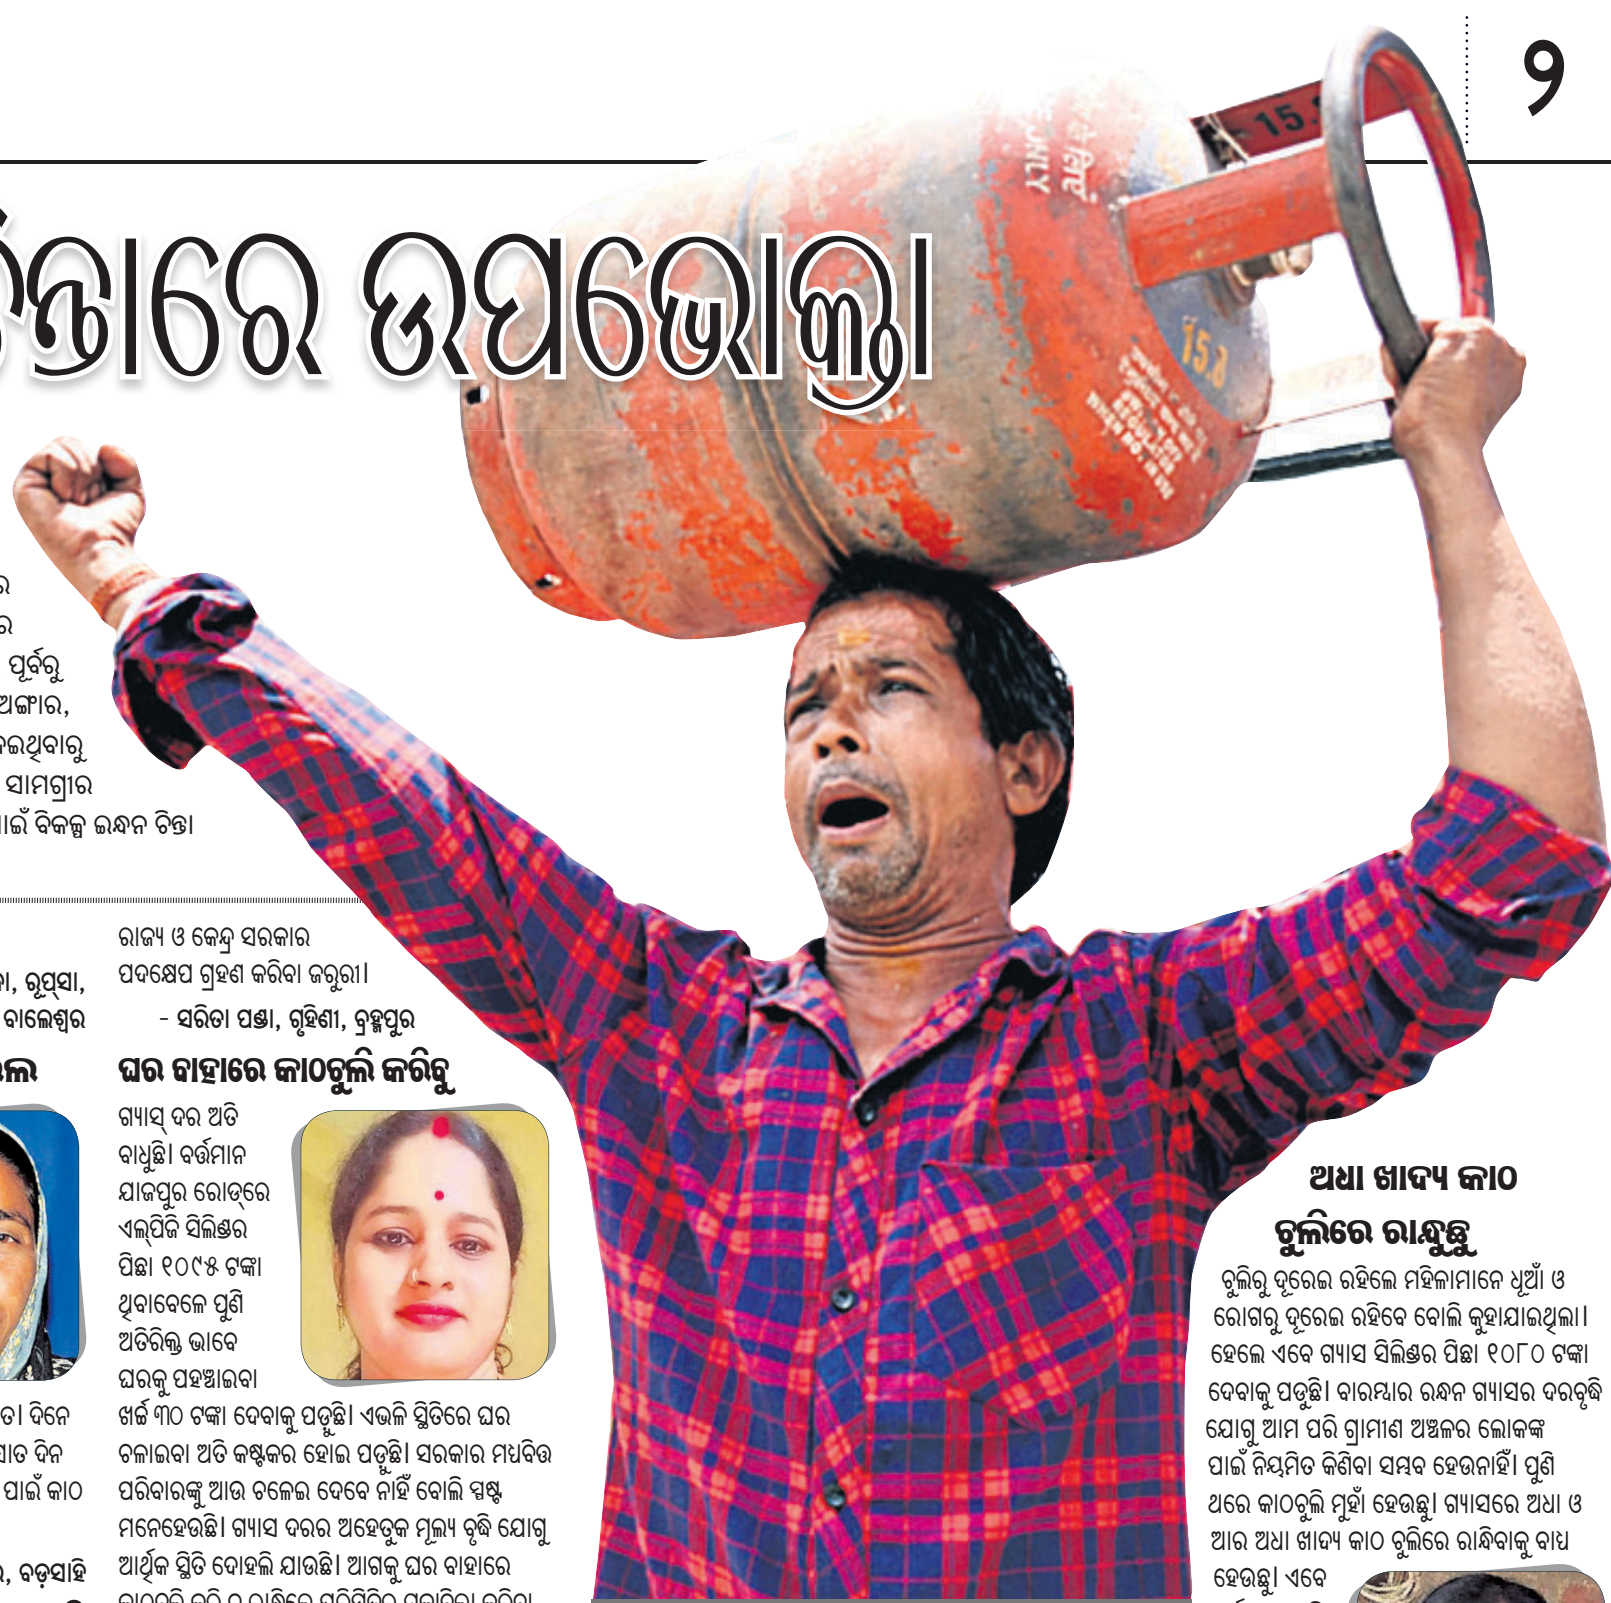 ୨
ଚିନ୍ତାରେ ଉପଭୋକ୍ତା
15.8
ପୂର୍ବରୁ
ଅଙ୍ଗାର,
ସାମଗ୍ରୀର
ବିକଳ୍ପ ଇନ୍ଧନ ଚିନ୍ତା
ରୂପ୍ସା,
ବାଲେଶ୍ୱର
ଦିନେ
ସାତ ଦିନ
ପାଇଁ କାଠ
ବଡ଼ସାହି
ରାଜ୍ୟ ଓ କେନ୍ଦ୍ର ସରକାର
ପଦକ୍ଷେପ ଗ୍ରହଣ କରିବା ଜରୁରୀ।
- ସରିତା ପଣ୍ଡା, ଗୃହିଣୀ, ବ୍ରହ୍ମପୁର
ଘର ବାହାରେ କାଠଚୁଲି କରିବୁ
ଗ୍ୟାସ୍ ଦର ଅତି
ବାଧୁଛି। ବର୍ତ୍ତମାନ
ଯାଜପୁର ରୋଡ୍‌ରେ
ଏଲ୍‌ପିଜି ସିଲିଣ୍ଡର
ପିଛା ୧୦୯୫ ଟଙ୍କା
ଥିବାବେଳେ ପୁଣି
ଅତିରିକ୍ତ ଭାବେ
ଘରକୁ ପହଞ୍ଚାଇବା
ଖର୍ଚ୍ଚ ୩୦ ଟଙ୍କା ଦେବାକୁ ପଡ଼ୁଛି। ଏଭଳି ସ୍ଥିତିରେ ଘର
ଚଳାଇବା ଅତି କଷ୍ଟକର ହୋଇ ପଡ଼ୁଛି। ସରକାର ମଧ୍ୟବିତ୍ତ
ପରିବାରଙ୍କୁ ଆଉ ଚଳେଇ ଦେବେ ନାହିଁ ବୋଲି ସ୍ପଷ୍ଟ
ମନେହେଉଛି। ଗ୍ୟାସ ଦରର ଅହେତୁକ ମୂଲ୍ୟ ବୃଦ୍ଧି ଯୋଗୁ
ଆର୍ଥିକ ସ୍ଥିତି ଦୋହଲି ଯାଉଛି। ଆଗକୁ ଘର ବାହାରେ
ଅଧା ଖାଦ୍ୟ କାଠ
ଚୁଲିରେ ରାନ୍ଧୁଛୁ
ଚୁଲିରୁ ଦୂରେଇ ରହିଲେ ମହିଳାମାନେ ଧୂଆଁ ଓ
ରୋଗରୁ ଦୂରେଇ ରହିବେ ବୋଲି କୁହାଯାଇଥିଲା।
ହେଲେ ଏବେ ଗ୍ୟାସ ସିଲିଣ୍ଡର ପିଛା ୧୦୮୦ ଟଙ୍କା
ଦେବାକୁ ପଡୁଛି। ବାରମ୍ୱାର ରନ୍ଧନ ଗ୍ୟାସର ଦରବୃଦ୍ଧି
ଯୋଗୁ ଆମ ପରି ଗ୍ରାମୀଣ ଅଞ୍ଚଳର ଲୋକଙ୍କ
ପାଇଁ ନିୟମିତ କିଣିବା ସମ୍ଭବ ହେଉନାହିଁ। ପୁଣି
ଥରେ କାଠଚୁଲି ମୁହାଁ ହେଉଛୁ। ଗ୍ୟାସରେ ଅଧା ଓ
ଆର ଅଧା ଖାଦ୍ୟ କାଠ ଚୁଲିରେ ରାନ୍ଧିବାକୁ ବାଧ୍ୟ
ହେଉଛୁ। ଏବେ